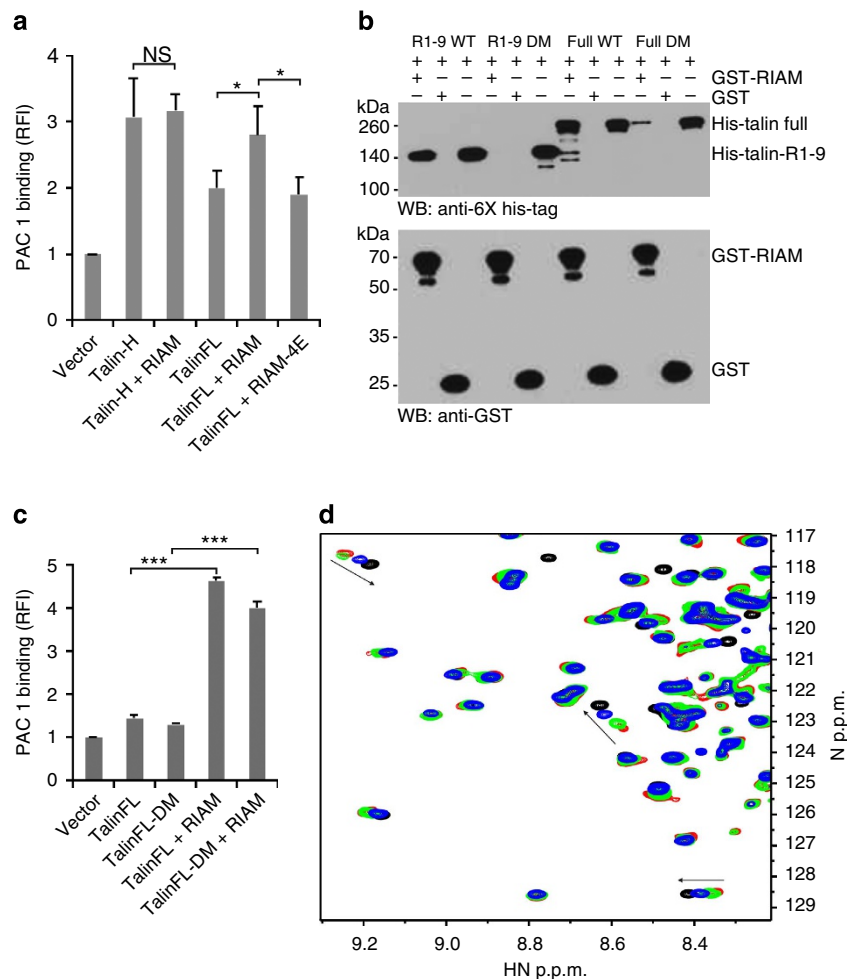 a
PAC 1 binding (RFI)
4
3
2
1
0
NS
*
*
Vector
Talin-H
Talin-H + RIAM
TalinFL
TalinFL + RIAM
TalinFL + RIAM-4E
b
R1-9 WT R1-9 DM Full WT Full DM
+ + + + + + + + + + + +
+ − − + − − + − − + − − GST-RIAM
− + − − + − − + − − + − GST
kDa
260 His-talin full
140 His-talin-R1-9
100
WB: anti-6X his-tag
kDa
70 GST-RIAM
50
35
25 GST
WB: anti-GST
c
PAC 1 binding (RFI)
5
4
3
2
1
0
***
***
Vector
TalinFL
TalinFL-DM
TalinFL + RIAM
TalinFL-DM + RIAM
d
117
118
119
120
121
122
123
124
125
126
127
128
129
N p.p.m.
9.2 9.0 8.8 8.6 8.4
HN p.p.m.